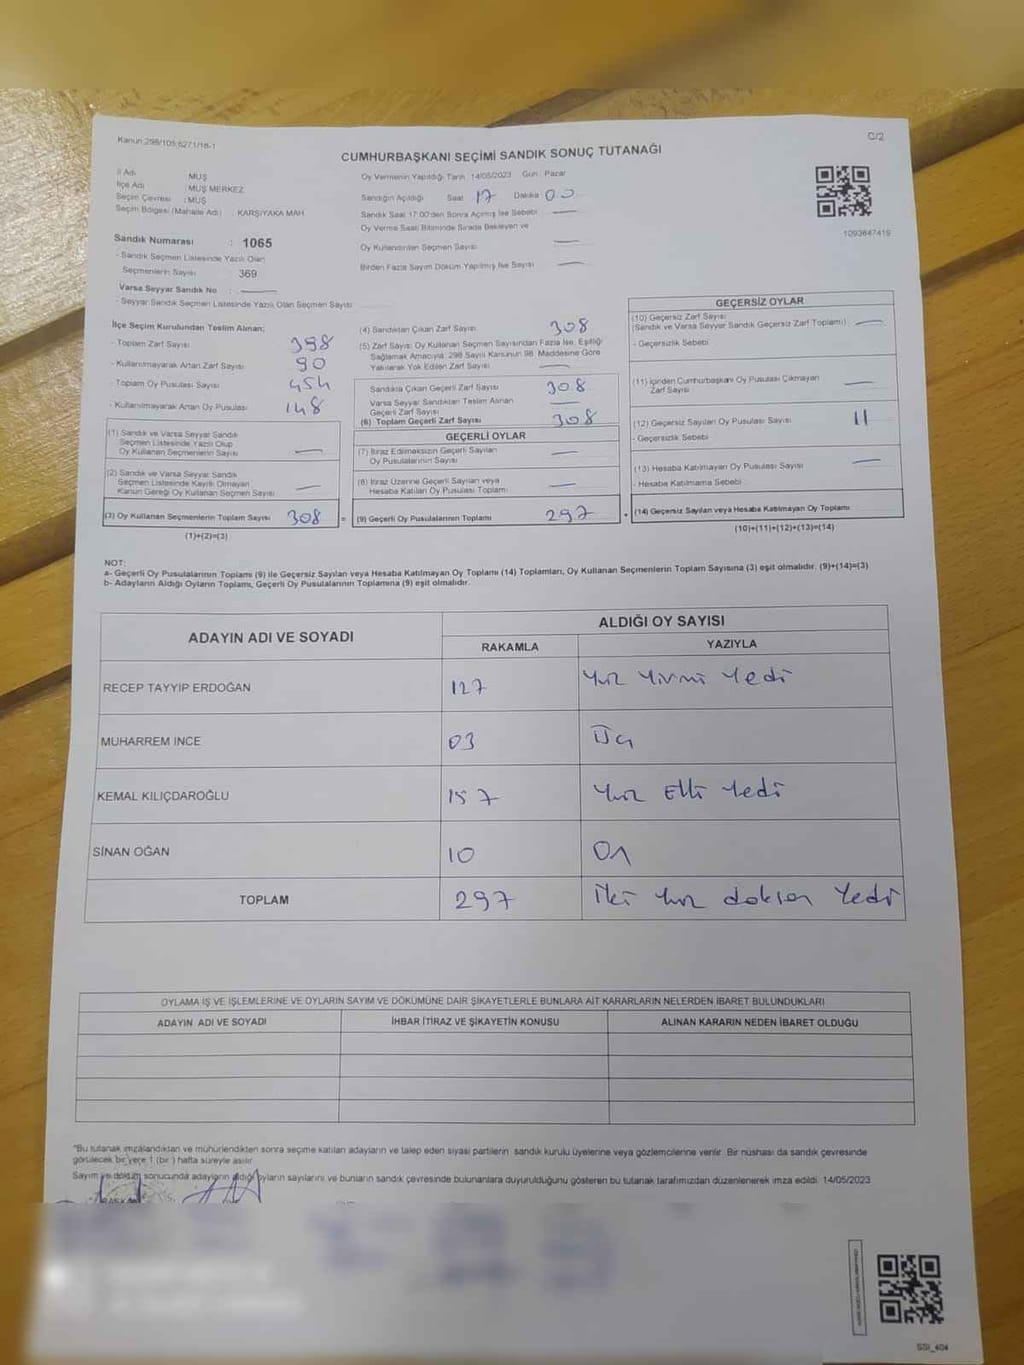 Kanun:298/105,6271/18-1
C/2
CUMHURBAŞKANI SEÇİMİ SANDIK SONUÇ TUTANAĞI
İl Adı : MUŞ
İlçe Adı : MUŞ MERKEZ
Seçim Çevresi : MUŞ
Seçim Bölgesi (Mahalle Adı) : KARŞIYAKA MAH.
Sandık Numarası : 1065
- Sandık Seçmen Listesinde Yazılı Olan
Seçmenlerin Sayısı : 369
Varsa Seyyar Sandık No :
- Seyyar Sandık Seçmen Listesinde Yazılı Olan Seçmen Sayısı:
Oy Vermenin Yapıldığı Tarih :14/05/2023 Gün : Pazar
Sandığın Açıldığı Saat 17 Dakika 00
Sandık Saat 17:00'den Sonra Açılmış İse Sebebi :
Oy Verme Saati Bitiminde Sırada Bekleyen ve
Oy Kullandırılan Seçmen Sayısı :
Birden Fazla Sayım Döküm Yapılmış İse Sayısı :
1093647419
İlçe Seçim Kurulundan Teslim Alınan;
- Toplam Zarf Sayısı : 398
- Kullanılmayarak Artan Zarf Sayısı : 90
- Toplam Oy Pusulası Sayısı : 454
- Kullanılmayarak Artan Oy Pusulası : 148
(1) Sandık ve Varsa Seyyar Sandık
Seçmen Listesinde Yazılı Olup
Oy Kullanan Seçmenlerin Sayısı :
(2) Sandık ve Varsa Seyyar Sandık
Seçmen Listesinde Kayıtlı Olmayan
Kanun Gereği Oy Kullanan Seçmen Sayısı :
(3) Oy Kullanan Seçmenlerin Toplam Sayısı : 308 =
(1)+(2)=(3)
(4) Sandıktan Çıkan Zarf Sayısı : 308
(5) Zarf Sayısı Oy Kullanan Seçmen Sayısından Fazla İse, Eşitliği
Sağlamak Amacıyla; 298 Sayılı Kanunun 98. Maddesine Göre
Yakılarak Yok Edilen Zarf Sayısı :
Sandıkta Çıkan Geçerli Zarf Sayısı : 308
Varsa Seyyar Sandıktan Teslim Alınan
Geçerli Zarf Sayısı :
(6) Toplam Geçerli Zarf Sayısı : 308
GEÇERLİ OYLAR
(7) İtiraz Edilmeksizin Geçerli Sayılan
Oy Pusulalarının Sayısı :
(8) İtiraz Üzerine Geçerli Sayılan veya
Hesaba Katılan Oy Pusulası Toplamı :
(9) Geçerli Oy Pusulalarının Toplamı : 297 +
GEÇERSİZ OYLAR
(10) Geçersiz Zarf Sayısı :
(Sandık ve Varsa Seyyar Sandık Geçersiz Zarf Toplamı)
- Geçersizlik Sebebi :
(11) İçinden Cumhurbaşkanı Oy Pusulası Çıkmayan
Zarf Sayısı :
(12) Geçersiz Sayılan Oy Pusulası Sayısı : 11
- Geçersizlik Sebebi :
(13) Hesaba Katılmayan Oy Pusulası Sayısı :
- Hesaba Katılmama Sebebi :
(14) Geçersiz Sayılan veya Hesaba Katılmayan Oy Toplamı :
(10)+(11)+(12)+(13)=(14)
NOT:
a- Geçerli Oy Pusulalarının Toplamı (9) ile Geçersiz Sayılan veya Hesaba Katılmayan Oy Toplamı (14) Toplamları, Oy Kullanan Seçmenlerin Toplam Sayısına (3) eşit olmalıdır. (9)+(14)=(3)
b- Adayların Aldığı Oyların Toplamı, Geçerli Oy Pusulalarının Toplamına (9) eşit olmalıdır.
ADAYIN ADI VE SOYADI
ALDIĞI OY SAYISI
RAKAMLA YAZIYLA
RECEP TAYYİP ERDOĞAN 127 Yüz Yirmi Yedi
MUHARREM İNCE 03 Üç
KEMAL KILIÇDAROĞLU 157 Yüz Elli Yedi
SİNAN OĞAN 10 On
TOPLAM 297 İki Yüz doksan Yedi
OYLAMA İŞ VE İŞLEMLERİNE VE OYLARIN SAYIM VE DÖKÜMÜNE DAİR ŞİKAYETLERLE BUNLARA AİT KARARLARIN NELERDEN İBARET BULUNDUKLARI
ADAYIN ADI VE SOYADI İHBAR İTİRAZ VE ŞİKAYETİN KONUSU ALINAN KARARIN NEDEN İBARET OLDUĞU
"Bu tutanak imzalandıktan ve mühürlendikten sonra seçime katılan adayların ve talep eden siyasi partilerin sandık kurulu üyelerine veya gözlemcilerine verilir. Bir nüshası da sandık çevresinde
görülecek bir yere 1 (bir) hafta süreyle asılır.
Sayım ve döküm sonucunda adayların aldığı oyların sayılarını ve bunların sandık çevresinde bulunanlara duyurulduğunu gösteren bu tutanak tarafımızdan düzenlenerek imza edildi. 14/05/2023
BAŞKAN
SSI_404